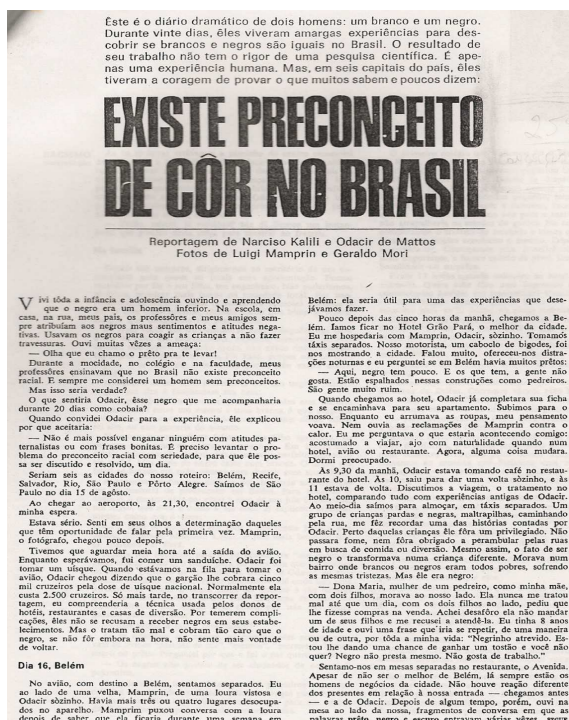 Este é o diário dramático de dois homens: um branco e um negro.
Durante vinte dias, êles viveram amargas experiências para des-
cobrir se brancos e negros são iguais no Brasil. O resultado de
seu trabalho não tem o rigor de uma pesquisa científica. É ape-
nas uma experiência humana. Mas, em seis capitais do país, êles
tiveram a coragem de provar o que muitos sabem e poucos dizem:
EXISTE PRECONCEITO
DE CÔR NO BRASIL
Reportagem de Narciso Kalili e Odacir de Mattos
Fotos de Luigi Mamprin e Geraldo Mori
Vivi tôda a infância e adolescência ouvindo e aprendendo
que o negro era um homem inferior. Na escola, em
casa, na rua, meus pais, os professôres e meus amigos sem-
pre atribuíam aos negros maus sentimentos e atitudes nega-
tivas. Usavam os negros para coagir as crianças a não fazer
travessuras. Ouvi muitas vêzes a ameaça:
— Olha que eu chamo o prêto pra te levar!
Durante a mocidade, no colégio e na faculdade, meus
professôres ensinavam que no Brasil não existe preconceito
racial. E sempre me considerei um homem sem preconceitos.
Mas isso seria verdade?
O que sentiria Odacir, êsse negro que me acompanharia
durante 20 dias como cobaia?
Quando convidei Odacir para a experiência, êle explicou
por que aceitaria:
— Não é mais possível enganar ninguém com atitudes pa-
ternalistas ou com frases bonitas. É preciso levantar o pro-
blema do preconceito racial com seriedade, para que êle pos-
sa ser discutido e resolvido, um dia.
Seriam seis as cidades do nosso roteiro: Belém, Recife,
Salvador, Rio, São Paulo e Pôrto Alegre. Saímos de São
Paulo no dia 15 de agôsto.
Ao chegar ao aeroporto, às 21,30, encontrei Odacir à
minha espera.
Estava sério. Senti em seus olhos a determinação daqueles
que têm oportunidade de falar pela primeira vez. Mamprin,
o fotógrafo, chegou pouco depois.
Tivemos que aguardar meia hora até a saída do avião.
Enquanto esperávamos, fui comer um sanduíche. Odacir foi
tomar um uísque. Quando estávamos na fila para tomar o
avião, Odacir chegou dizendo que o garção lhe cobrara cinco
mil cruzeiros pela dose de uísque nacional. Normalmente ela
custa 2.500 cruzeiros. Só mais tarde, no transcorrer da repor-
tagem, eu compreenderia a técnica usada pelos donos de
hotéis, restaurantes e casas de diversão. Por temerem compli-
cações, êles não se recusam a receber negros em seus estabe-
lecimentos. Mas o tratam tão mal e cobram tão caro que o
negro, se não fôr embora na hora, não sente mais vontade
de voltar.
Dia 16, Belém
No avião, com destino a Belém, sentamos separados. Eu
ao lado de uma velha, Mamprin, de uma loura vistosa e
Odacir sòzinho. Havia mais três ou quatro lugares desocupa-
dos no aparelho. Mamprim puxou conversa com a loura
depois de saber que ela ficaria durante uma semana em
Belém: ela seria útil para uma das experiências que dese-
jávamos fazer.
Pouco depois das cinco horas da manhã, chegamos a Be-
lém. Iamos ficar no Hotel Grão Pará, o melhor da cidade.
Eu me hospedaria com Mamprin, Odacir, sòzinho. Tomamos
táxis separados. Nosso motorista, um caboclo de bigodes, foi
nos mostrando a cidade. Falou muito, ofereceu-nos distra-
ções noturnas e eu perguntei se em Belém havia muitos prêtos:
— Aqui, negro tem pouco. E os que tem, a gente não
gosta. Estão espalhados nessas construções como pedreiros.
São gente muito ruim.
Quando chegamos ao hotel, Odacir já completara sua ficha
e se encaminhava para seu apartamento. Subimos para o
nosso. Enquanto eu arrumava as roupas, meu pensamento
voava. Nem ouvia as reclamações de Mamprin contra o
calor. Eu me perguntava o que estaria acontecendo comigo:
acostumado a viajar, ajo com naturalidade quando num
hotel, avião ou restaurante. Agora, alguma coisa mudara.
Dormi preocupado.
Às 9,30 da manhã, Odacir estava tomando café no restau-
rante do hotel. Às 10, saiu para dar uma volta sòzinho, e às
11 estava de volta. Discutimos a viagem, o tratamento no
hotel, comparando tudo com experiências antigas de Odacir.
Ao meio-dia saímos para almoçar, em táxis separados. Um
grupo de crianças pardas e negras, maltrapilhas, caminhando
pela rua, me fêz recordar uma das histórias contadas por
Odacir. Perto daquelas crianças êle fôra um privilegiado. Não
passara fome, nem fôra obrigado a perambular pelas ruas
em busca de comida ou diversão. Mesmo assim, o fato de ser
negro o transformava numa criança diferente. Morava num
bairro onde brancos ou negros eram todos pobres, sofrendo
as mesmas tristezas. Mas êle era negro:
— Dona Maria, mulher de um pedreiro, como minha mãe,
com dois filhos, morava ao nosso lado. Ela nunca me tratou
mal até que um dia, com os dois filhos ao lado, pediu que
lhe fizesse compras na venda. Achei desafôro ela não mandar
um de seus filhos e me recusei a atendê-la. Eu tinha 8 anos
de idade e ouvi uma frase que iria se repetir, de uma maneira
ou de outra, por tôda a minha vida: "Negrinho atrevido. Es-
tou lhe dando uma chance de ganhar um tostão e você não
quer? Negro não presta mesmo. Não gosta de trabalho."
Sentamo-nos em mesas separadas no restaurante, o Avenida.
Apesar de não ser o melhor de Belém, lá sempre estão os
homens de negócios da cidade. Não houve reação diferente
dos presentes em relação à nossa entrada — chegamos antes
— e a de Odacir. Depois de algum tempo, porém, ouvi na
mesa ao lado da nossa, fragmentos de conversa em que as
palavras prêto, negro e escuro entravam várias vêzes